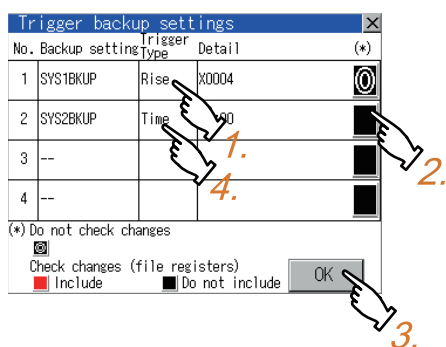 Trigger backup settings
No. Backup setting Trigger Type Detail (*)
1 SYS1BKUP Rise X0004
2 SYS2BKUP Time
3 --
4 --
1.
2.
4.
(*) Do not check changes
Check changes (file registers)
Include Do not include
OK
3.